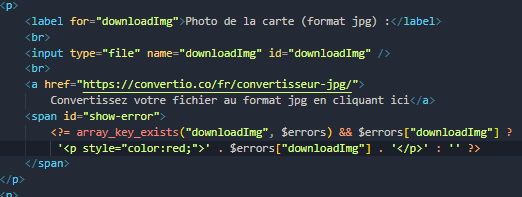 <p>
<label for="downloadImg">Photo de la carte (format jpg) :</label>
<br>
<input type="file" name="downloadImg" id="downloadImg" />
<br>
<a href="https://convertio.co/fr/convertisseur-jpg/">
Convertissez votre fichier au format jpg en cliquant ici</a>
<span id="show-error">
<?= array_key_exists("downloadImg", $errors) && $errors["downloadImg"] ?
'<p style="color:red;">' . $errors["downloadImg"] . '</p>' : '' ?>
</span>
</p>
<p>